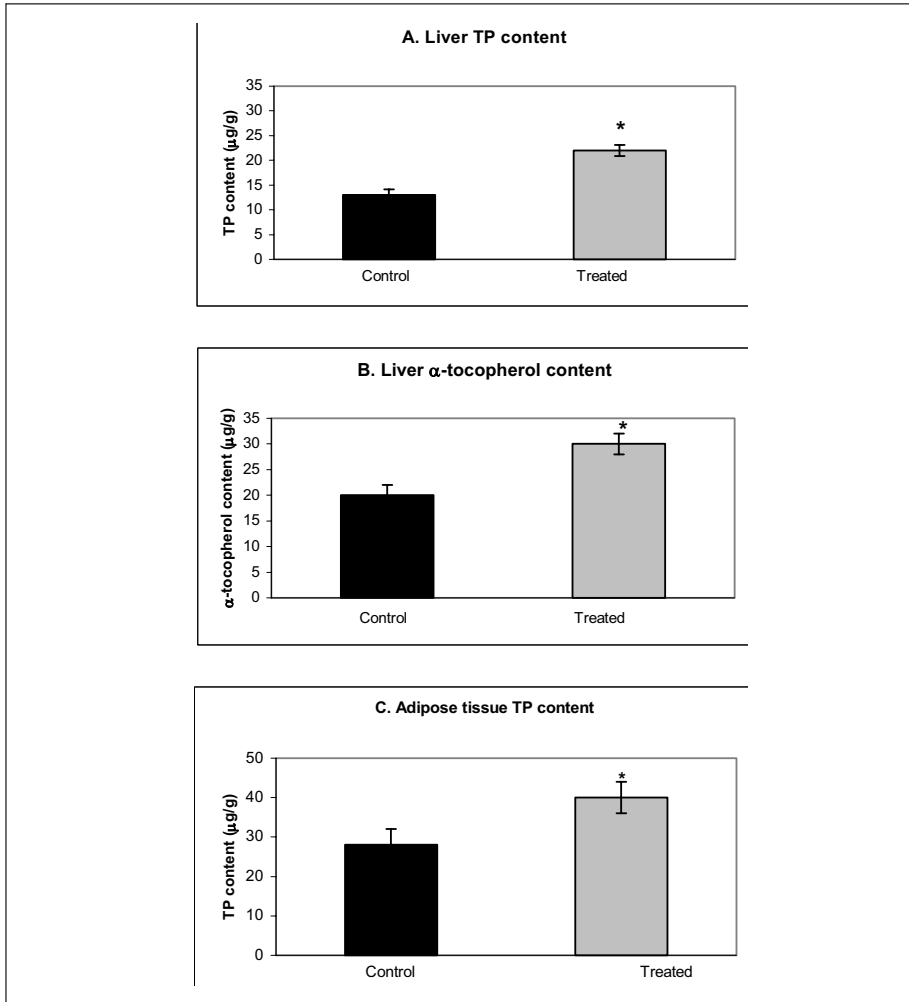 A. Liver TP content
TP content (µg/g)
35
30
25
20
15
10
5
0
*
Control Treated
B. Liver α-tocopherol content
α-tocopherol content (µg/g)
35
30
25
20
15
10
5
0
*
Control Treated
C. Adipose tissue TP content
TP content (µg/g)
50
40
30
20
10
0
*
Control Treated